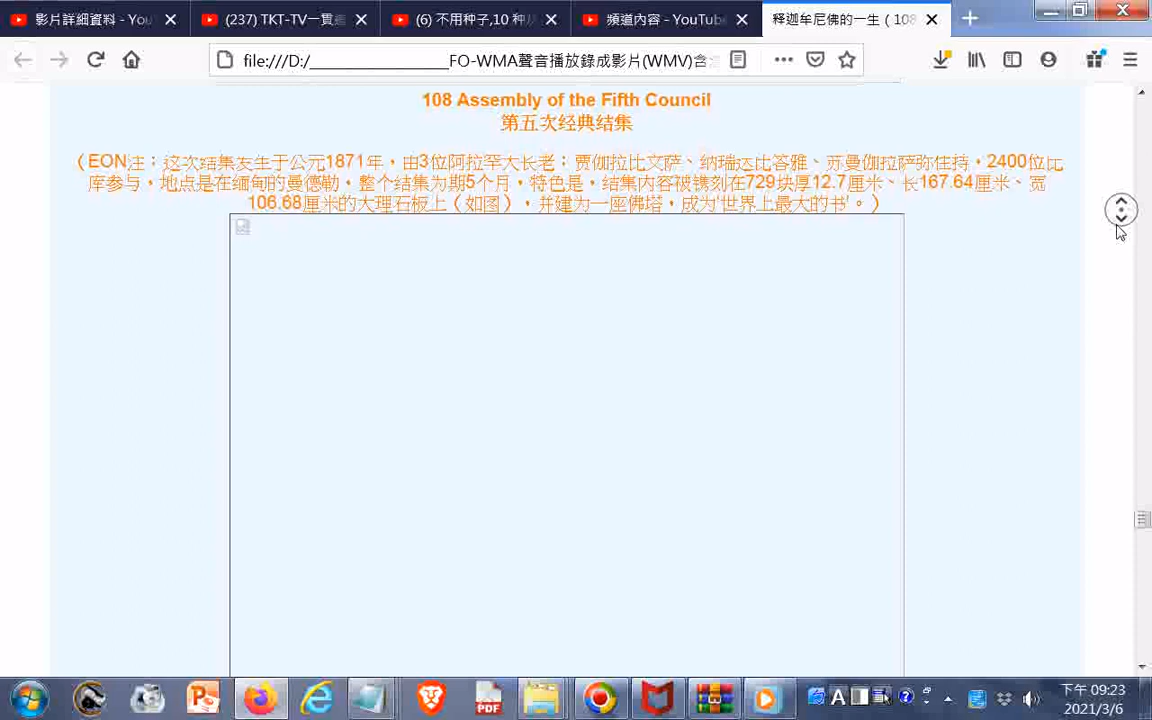 影片詳細資料 - You
(237) TKT-TV一貫道
(6) 不用种子,10 种
頻道內容 - YouTube
释迦牟尼佛的一生（108
file:///D:/_______________FO-WMA聲音播放錄成影片(WMV)含
108 Assembly of the Fifth Council
第五次经典结集
（EON注：这次结集发生于公元1871年，由3位阿拉罕大长老：贾伽拉比文萨、纳瑞达比答雅、苏曼伽拉萨弥住持，2400位比
库参与，地点是在缅甸的曼德勒，整个结集为期5个月，特色是，结集内容被镌刻在729块厚12.7厘米、长167.64厘米、宽
106.68厘米的大理石板上（如图），并建为一座佛塔，成为‘世界上最大的书’。）
PDF
A
下午 09:23
2021/3/6